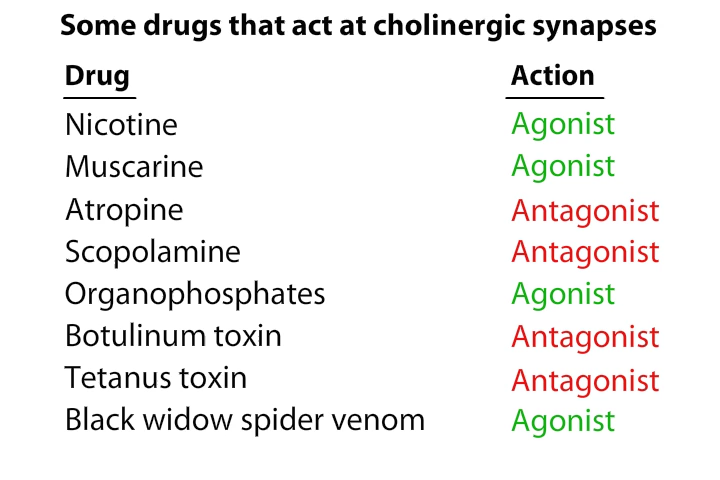 Some drugs that act at cholinergic synapses
Drug Action
Nicotine Agonist
Muscarine Agonist
Atropine Antagonist
Scopolamine Antagonist
Organophosphates Agonist
Botulinum toxin Antagonist
Tetanus toxin Antagonist
Black widow spider venom Agonist